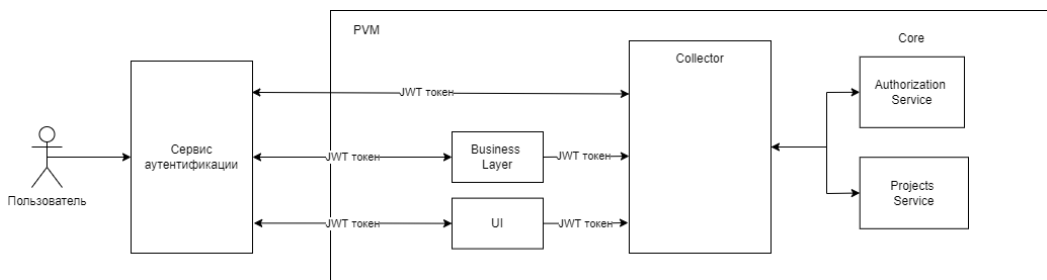 PVM
Core
Collector
Authorization
Service
JWT токен
Сервис
аутентификации
JWT токен
Business
Layer
JWT токен
Пользователь
Projects
Service
JWT токен
UI
JWT токен